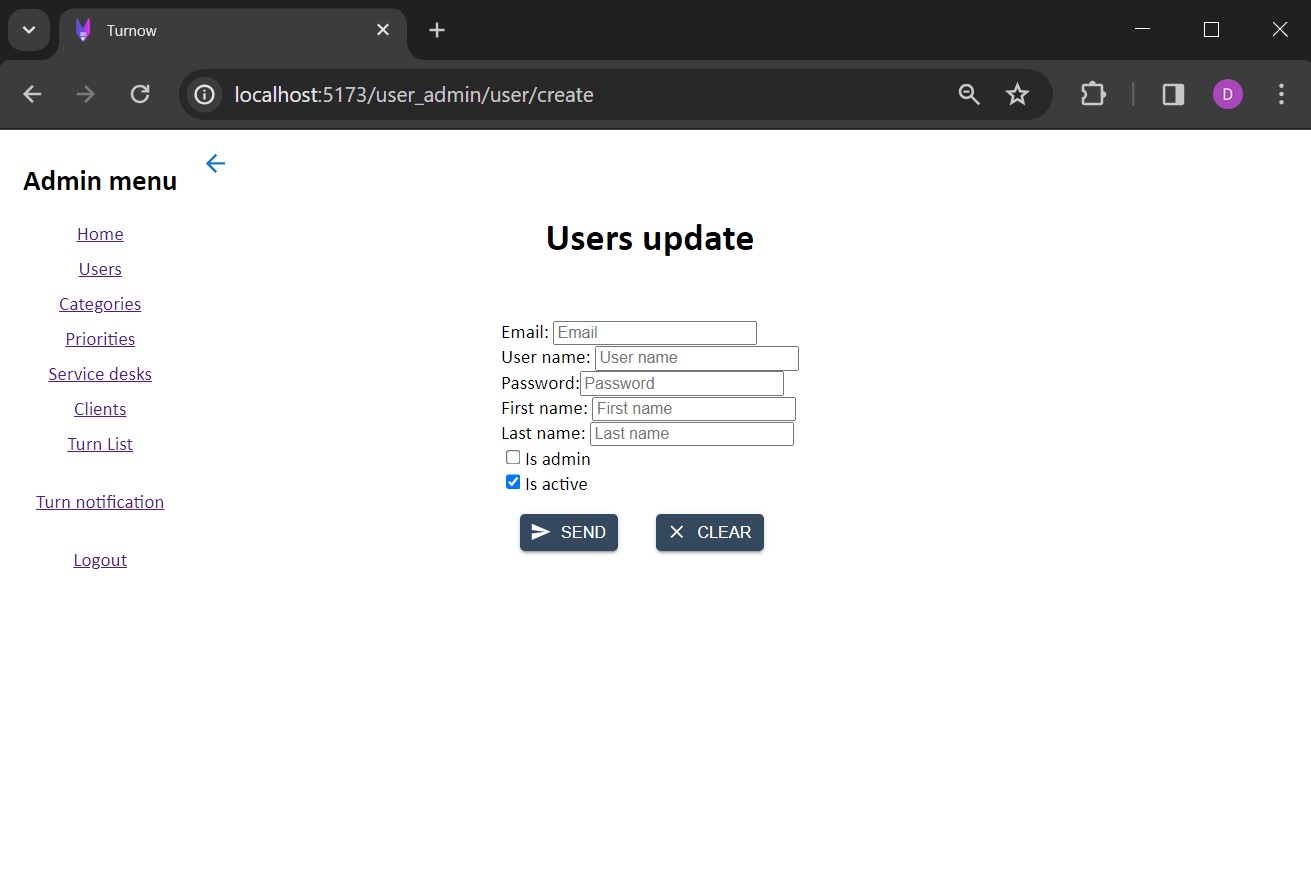 Turnow
localhost:5173/user_admin/user/create
D
Admin menu
Home
Users
Categories
Priorities
Service desks
Clients
Turn List
Turn notification
Logout
Users update
Email: Email
User name: User name
Password: Password
First name: First name
Last name: Last name
Is admin
Is active
SEND CLEAR